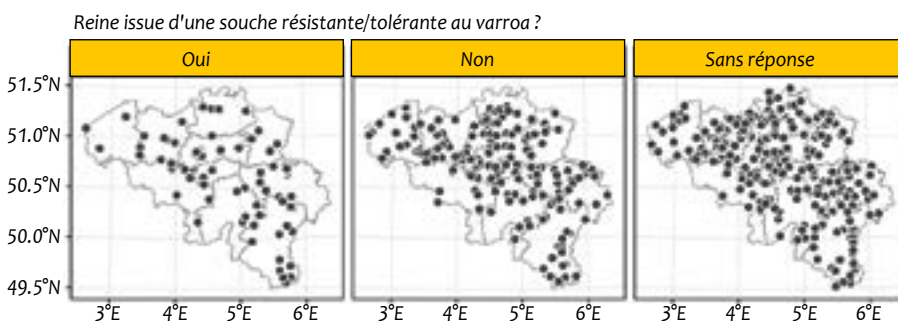 Reine issue d'une souche résistante/tolérante au varroa ?
Oui Non Sans réponse
51.5°N
51.0°N
50.5°N
50.0°N
49.5°N
3°E 4°E 5°E 6°E 3°E 4°E 5°E 6°E 3°E 4°E 5°E 6°E